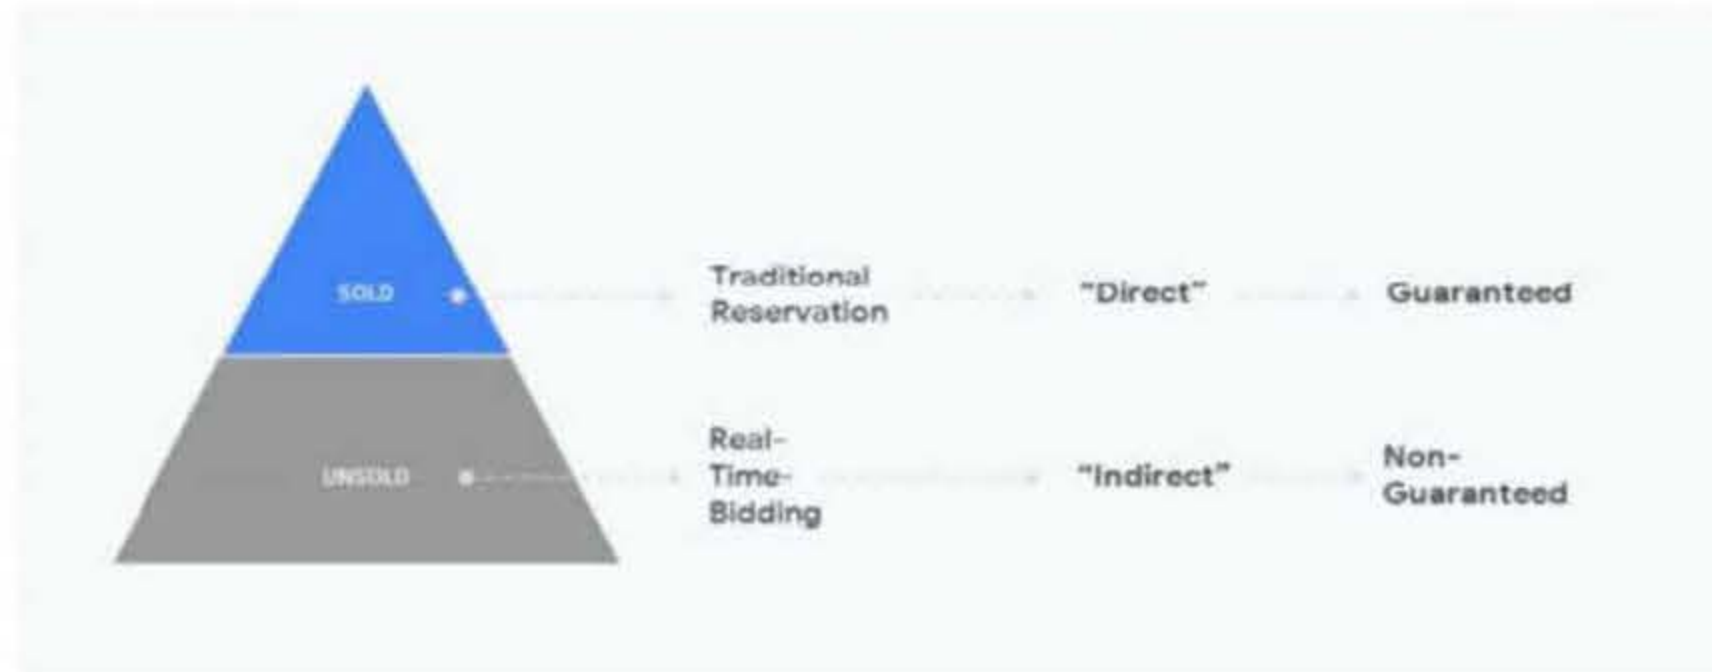 SOLD
Traditional
Reservation
“Direct”
Guaranteed
UNSOLD
Real-
Time-
Bidding
“Indirect”
Non-
Guaranteed